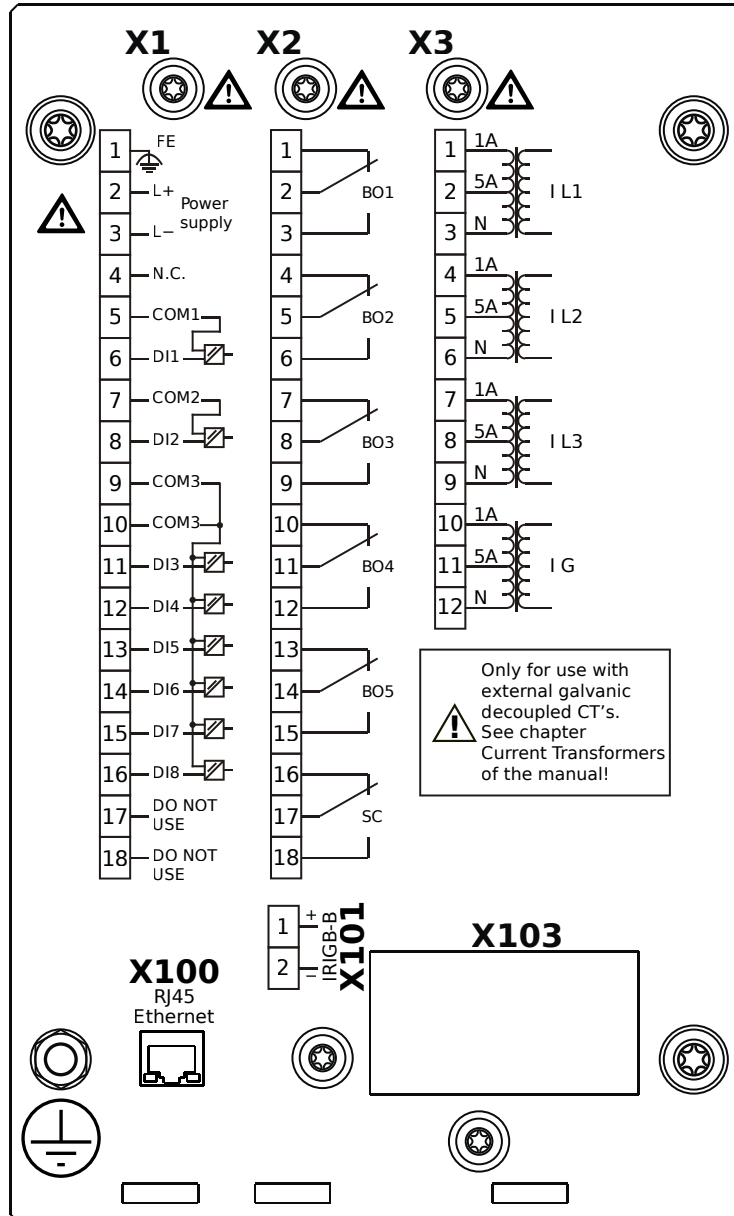 X1 X2 X3
1 FE
2 L+
Power
supply
3 L−
4 N.C.
5 COM1
6 DI1
7 COM2
8 DI2
9 COM3
10 COM3
11 DI3
12 DI4
13 DI5
14 DI6
15 DI7
16 DI8
17 DO NOT
USE
18 DO NOT
USE
1
2 BO1
3
4
5 BO2
6
7
8 BO3
9
10
11 BO4
12
13
14 BO5
15
16
17 SC
18
1 1A
2 5A I L1
3 N
4 1A
5 5A I L2
6 N
7 1A
8 5A I L3
9 N
10 1A
11 5A I G
12 N
!
!
!
!
!
Only for use with
external galvanic
decoupled CT’s.
See chapter
Current Transformers
of the manual!
1 +
2 −
IRIGB-B
X101
X103
X100
RJ45
Ethernet